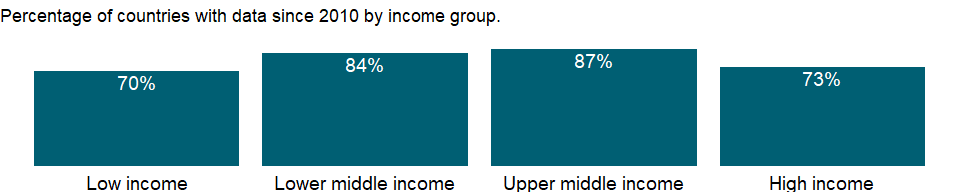 Percentage of countries with data since 2010 by income group.
70%
84%
87%
73%
Low income
Lower middle income
Upper middle income
High income